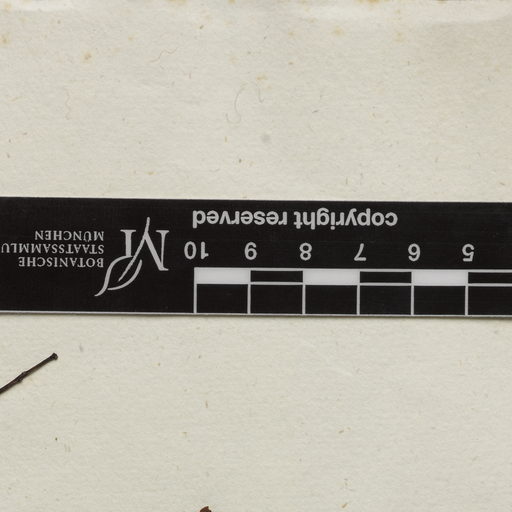 5 6 7 8 9 10
copyright reserved
BOTANISCHE
STAATSSAMMLU
MÜNCHEN